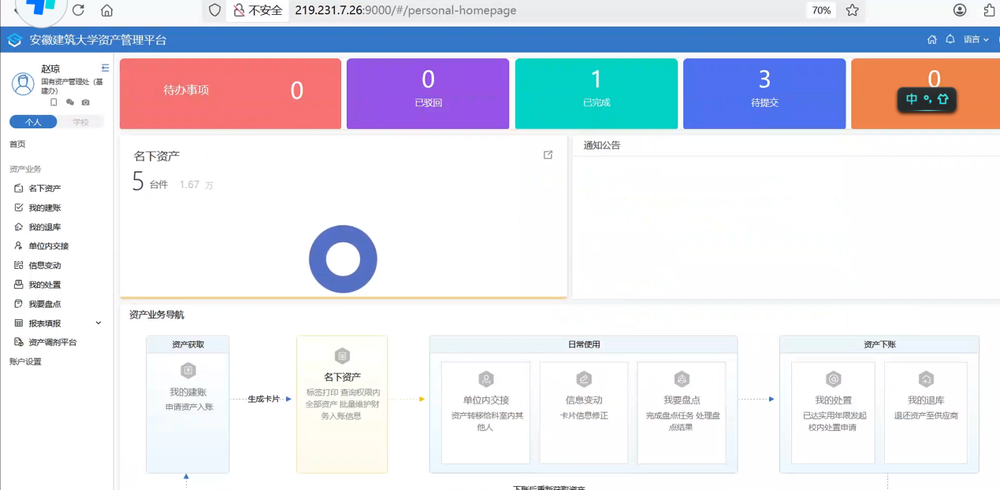 不安全 219.231.7.26:9000/#/personal-homepage 70%
安徽建筑大学资产管理平台 语言
赵琼
国有资产管理处（基
建办）
个人 学校
首页
资产业务
名下资产
我的建账
我的退库
单位内交接
信息变动
我的处置
我要盘点
报表填报
资产调剂平台
账户设置
待办事项 0
0
已驳回
1
已完成
3
待提交
0
中 °,
名下资产
5 台件 1.67 万
通知公告
资产业务导航
资产获取
我的建账
申请资产入账
生成卡片
名下资产
标签打印 查询权限内
全部资产 批量维护财
务入账信息
日常使用
单位内交接
资产转移给科室内其
他人
信息变动
卡片信息修正
我要盘点
完成盘点任务 处理盘
点结果
资产下账
我的处置
已达实用年限发起
校内处置申请
我的退库
退还资产至供应商
下账后重新获取资产